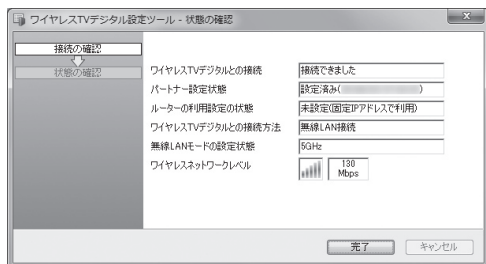 ワイヤレスTVデジタル設定ツール - 状態の確認
接続の確認
状態の確認
ワイヤレスTVデジタルとの接続 接続できました
パートナー設定状態 設定済み( )
ルーターの利用設定の状態 未設定(固定IPアドレスで利用)
ワイヤレスTVデジタルとの接続方法 無線LAN接続
無線LANモードの設定状態 5GHz
ワイヤレスネットワークレベル 130
Mbps
完了 キャンセル